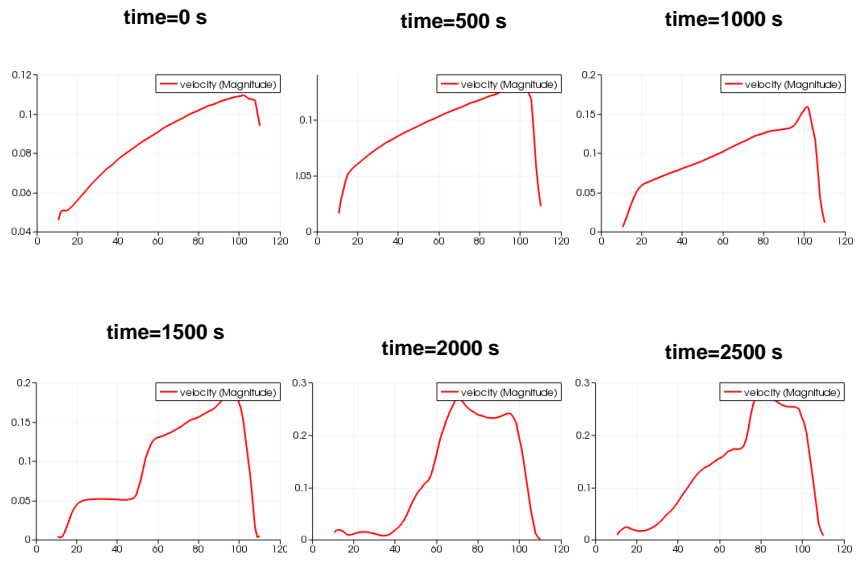 time=0 s
time=500 s
time=1000 s
0.12
0.1
0.08
0.06
0.04
velocity (Magnitude)
0 20 40 60 80 100 120
0.1
0.05
0
velocity (Magnitude)
0 20 40 60 80 100 120
0.2
0.15
0.1
0.05
0
velocity (Magnitude)
0 20 40 60 80 100 120
time=1500 s
time=2000 s
time=2500 s
0.2
0.15
0.1
0.05
0
velocity (Magnitude)
0 20 40 60 80 100 120
0.3
0.2
0.1
0
velocity (Magnitude)
0 20 40 60 80 100 120
0.3
0.2
0.1
0
velocity (Magnitude)
0 20 40 60 80 100 120